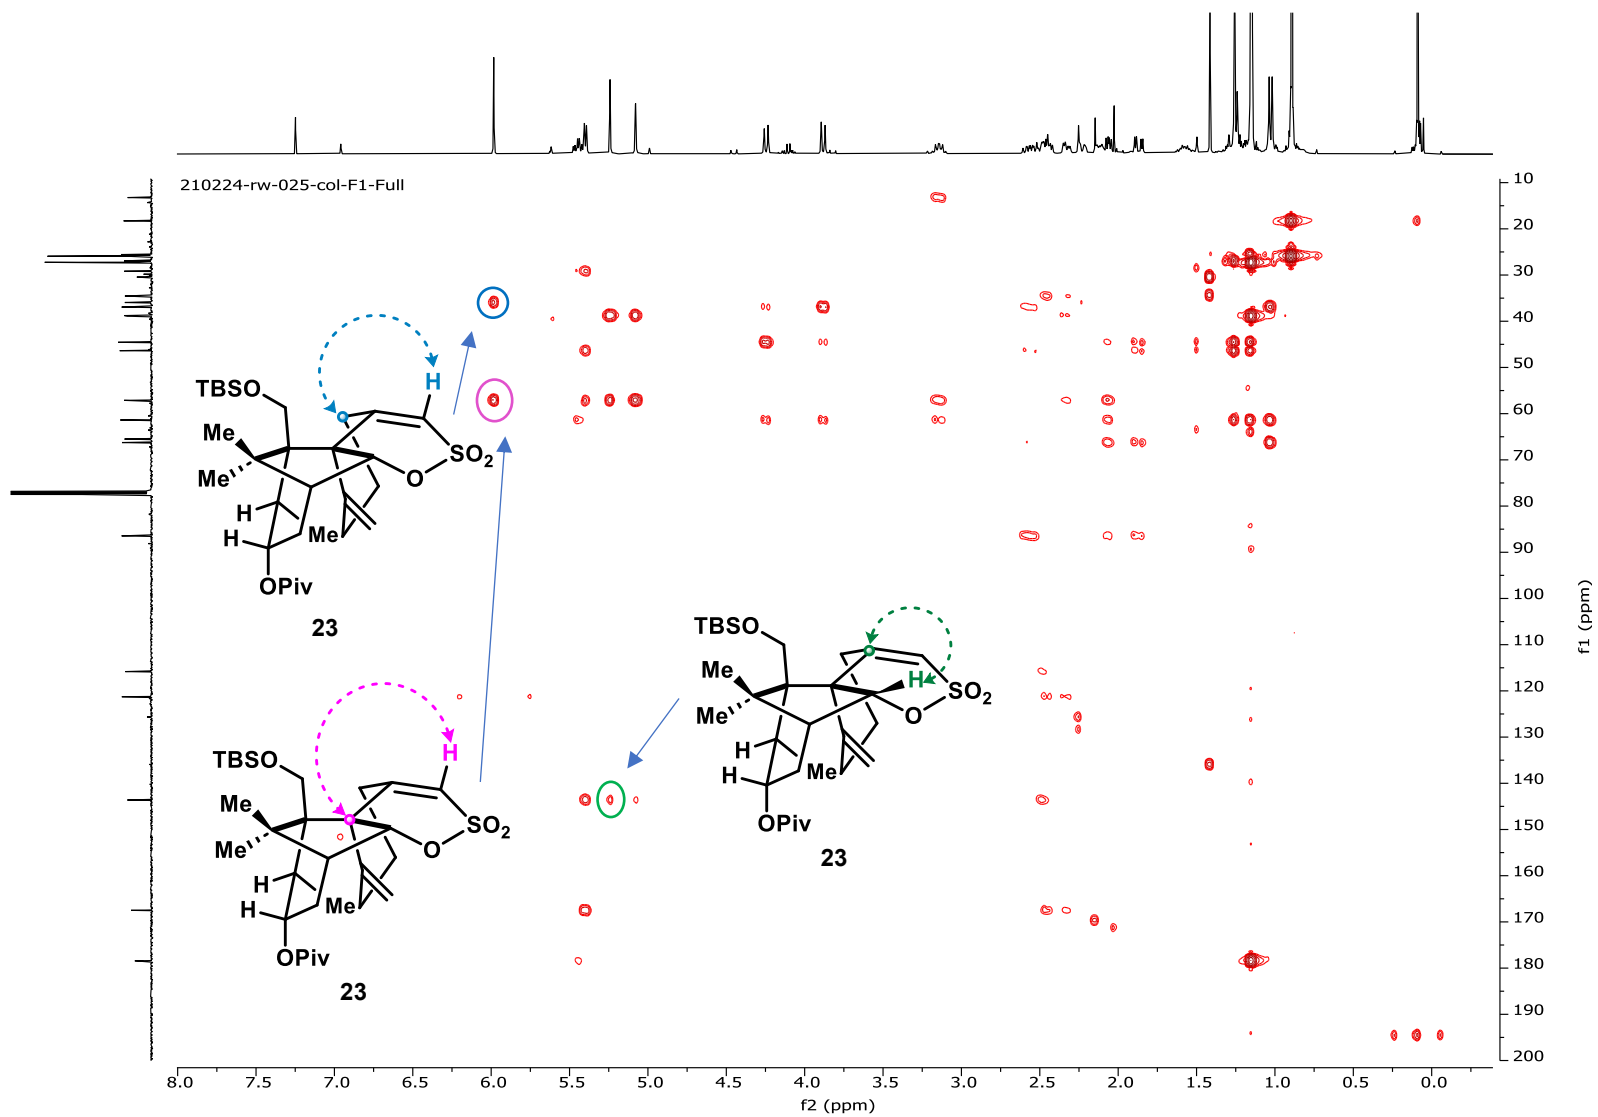 210224-rw-025-col-F1-Full
10
20
30
40
50
60
70
80
90
100
110
120
130
140
150
160
170
180
190
200
f1 (ppm)
H
TBSO
Me
Me
SO2
O
H
H
Me
OPiv
23
TBSO
Me
Me
H
SO2
O
H
H
Me
OPiv
23
H
TBSO
Me
Me
SO2
O
H
H
Me
OPiv
23
8.0 7.5 7.0 6.5 6.0 5.5 5.0 4.5 4.0 3.5 3.0 2.5 2.0 1.5 1.0 0.5 0.0
f2 (ppm)